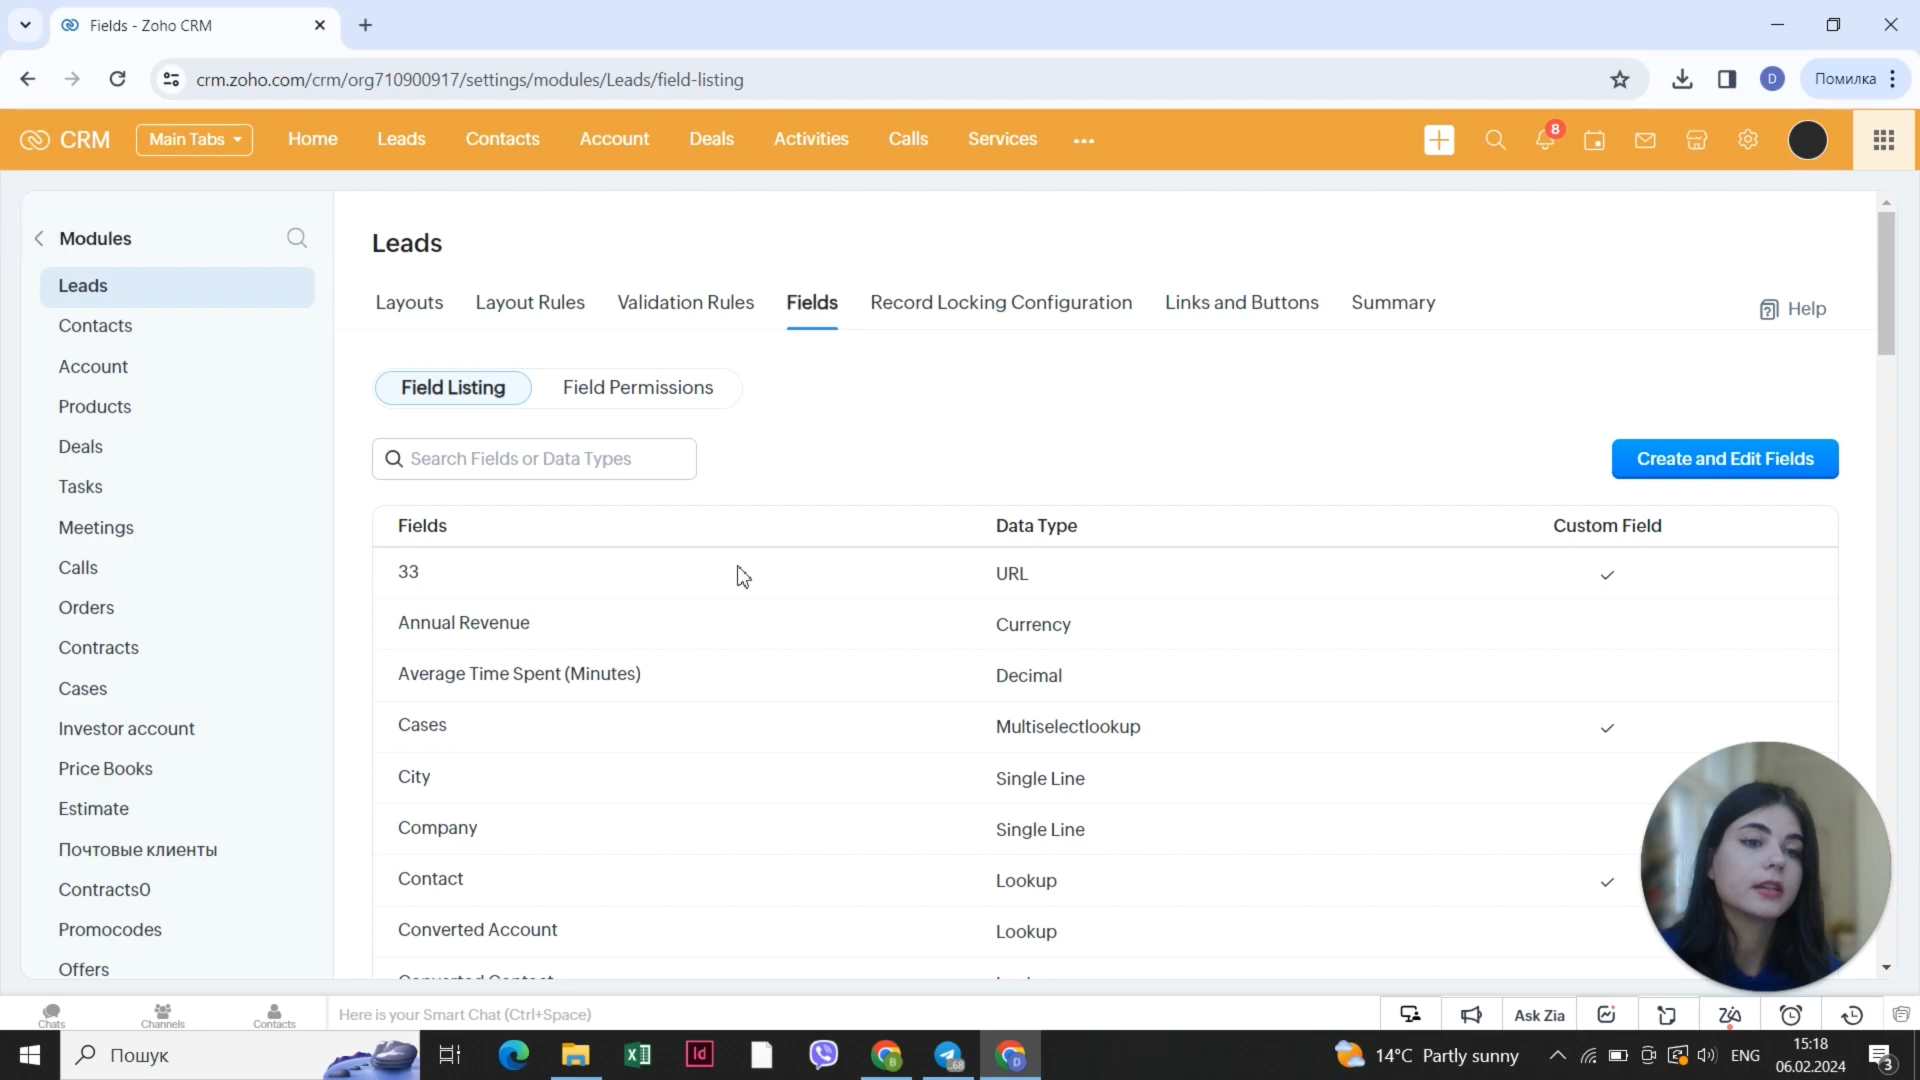 Fields - Zoho CRM
crm.zoho.com/crm/org710900917/settings/modules/Leads/field-listing
D
Помилка
CRM
Main Tabs
Home
Leads
Contacts
Account
Deals
Activities
Calls
Services
8
Modules
Leads
Contacts
Account
Products
Deals
Tasks
Meetings
Calls
Orders
Contracts
Cases
Investor account
Price Books
Estimate
Почтовые клиенты
Contracts0
Promocodes
Offers
Leads
Layouts
Layout Rules
Validation Rules
Fields
Record Locking Configuration
Links and Buttons
Summary
Help
Field Listing
Field Permissions
Search Fields or Data Types
Create and Edit Fields
Fields Data Type Custom Field
33 URL
Annual Revenue Currency
Average Time Spent (Minutes) Decimal
Cases Multiselectlookup
City Single Line
Company Single Line
Contact Lookup
Converted Account Lookup
Chats
Channels
Contacts
Here is your Smart Chat (Ctrl+Space)
Ask Zia
Пошук
Id
B
68
D
14°C Partly sunny
ENG
15:18
06.02.2024
3